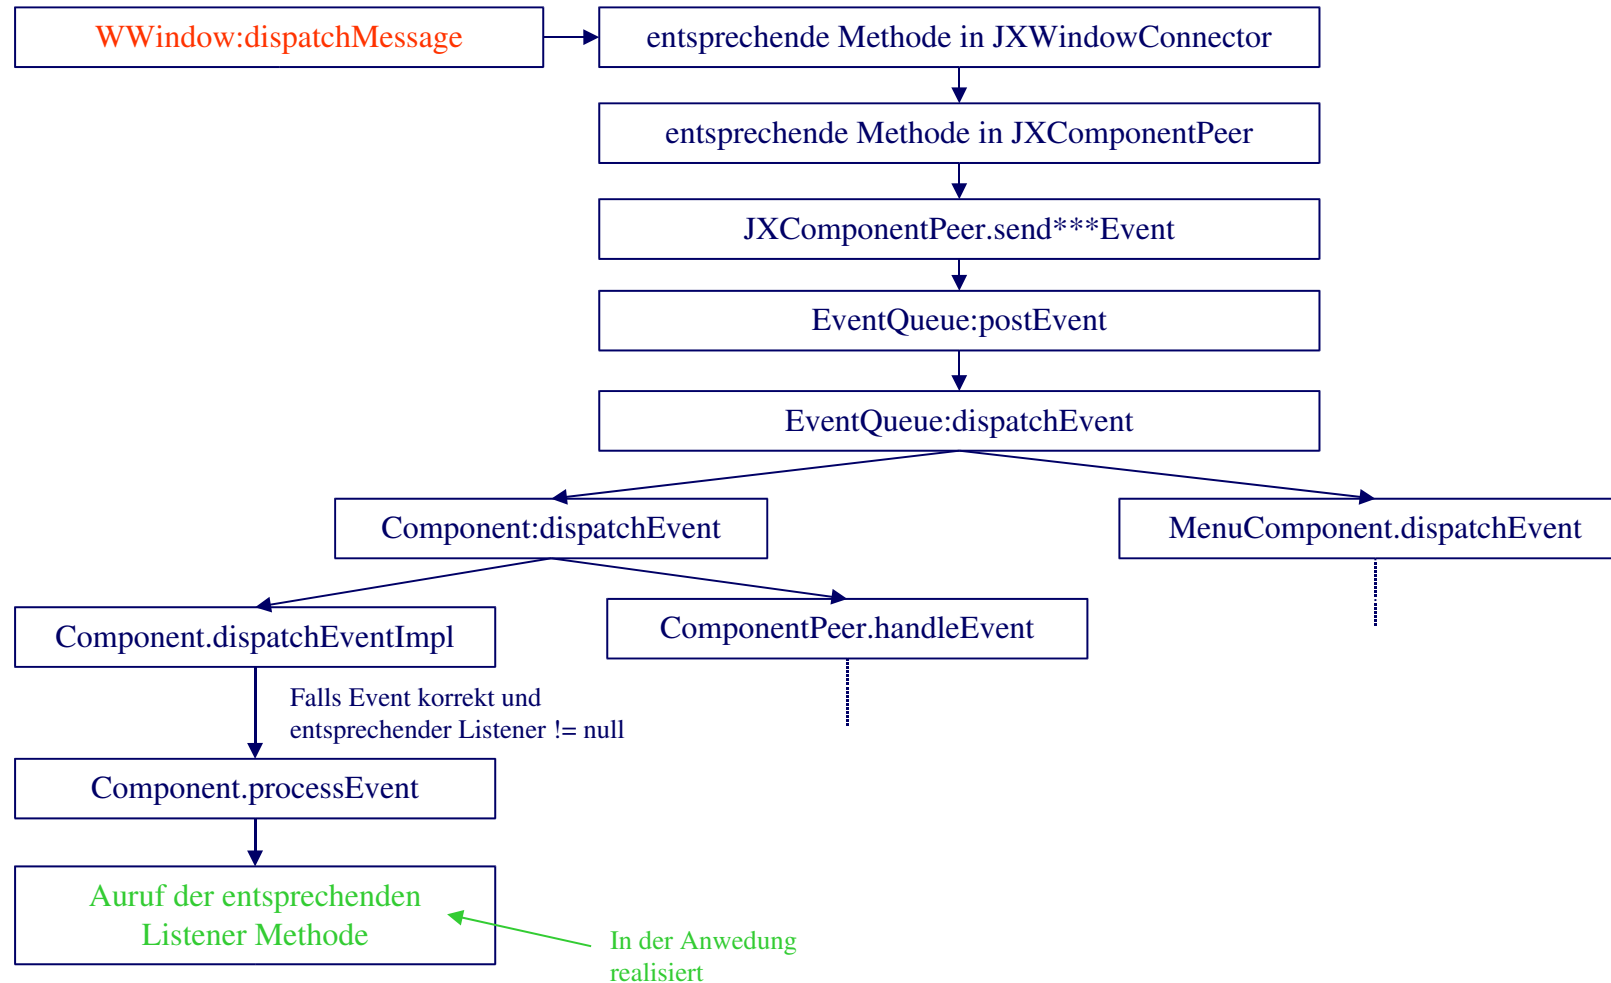 WWindow:dispatchMessage
entsprechende Methode in JXWindowConnector
entsprechende Methode in JXComponentPeer
JXComponentPeer.send***Event
EventQueue:postEvent
EventQueue:dispatchEvent
Component:dispatchEvent
MenuComponent.dispatchEvent
Component.dispatchEventImpl
ComponentPeer.handleEvent
Falls Event korrekt und
entsprechender Listener != null
Component.processEvent
Auruf der entsprechenden
Listener Methode
In der Anwedung
realisiert